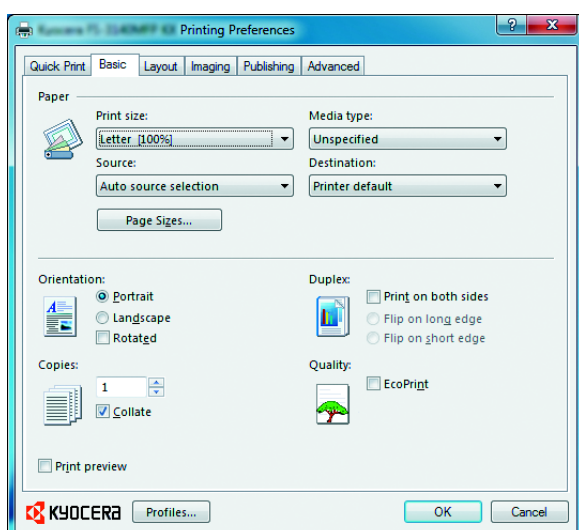 Printing Preferences
Quick Print Basic Layout Imaging Publishing Advanced
Paper
Print size: Media type:
Letter [100%] Unspecified
Source: Destination:
Auto source selection Printer default
Page Sizes...
Orientation: Duplex:
Portrait Print on both sides
Landscape Flip on long edge
Rotated Flip on short edge
Copies: Quality:
1 EcoPrint
Collate
Print preview
KYOCERA Profiles... OK Cancel